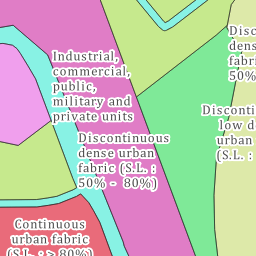 Industrial,
commercial,
public,
military and
private units
Discontinuous
dense urban
fabric (S.L. :
50% - 80%)
Continuous
urban fabric
(S.L. : > 80%)
dense
fabric
50%
low
urban
(S.L. :